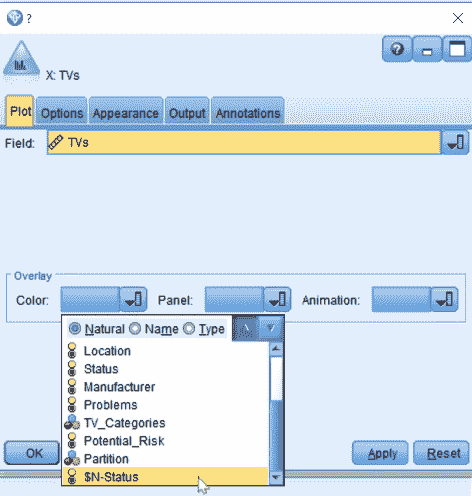 ?
X: TVs
Plot Options Appearance Output Annotations
Field: TVs
Overlay
Color: Panel: Animation:
Natural Name Type
Location
Status
Manufacturer
Problems
TV_Categories
Potential_Risk
Partition
$N-Status
OK Apply Reset